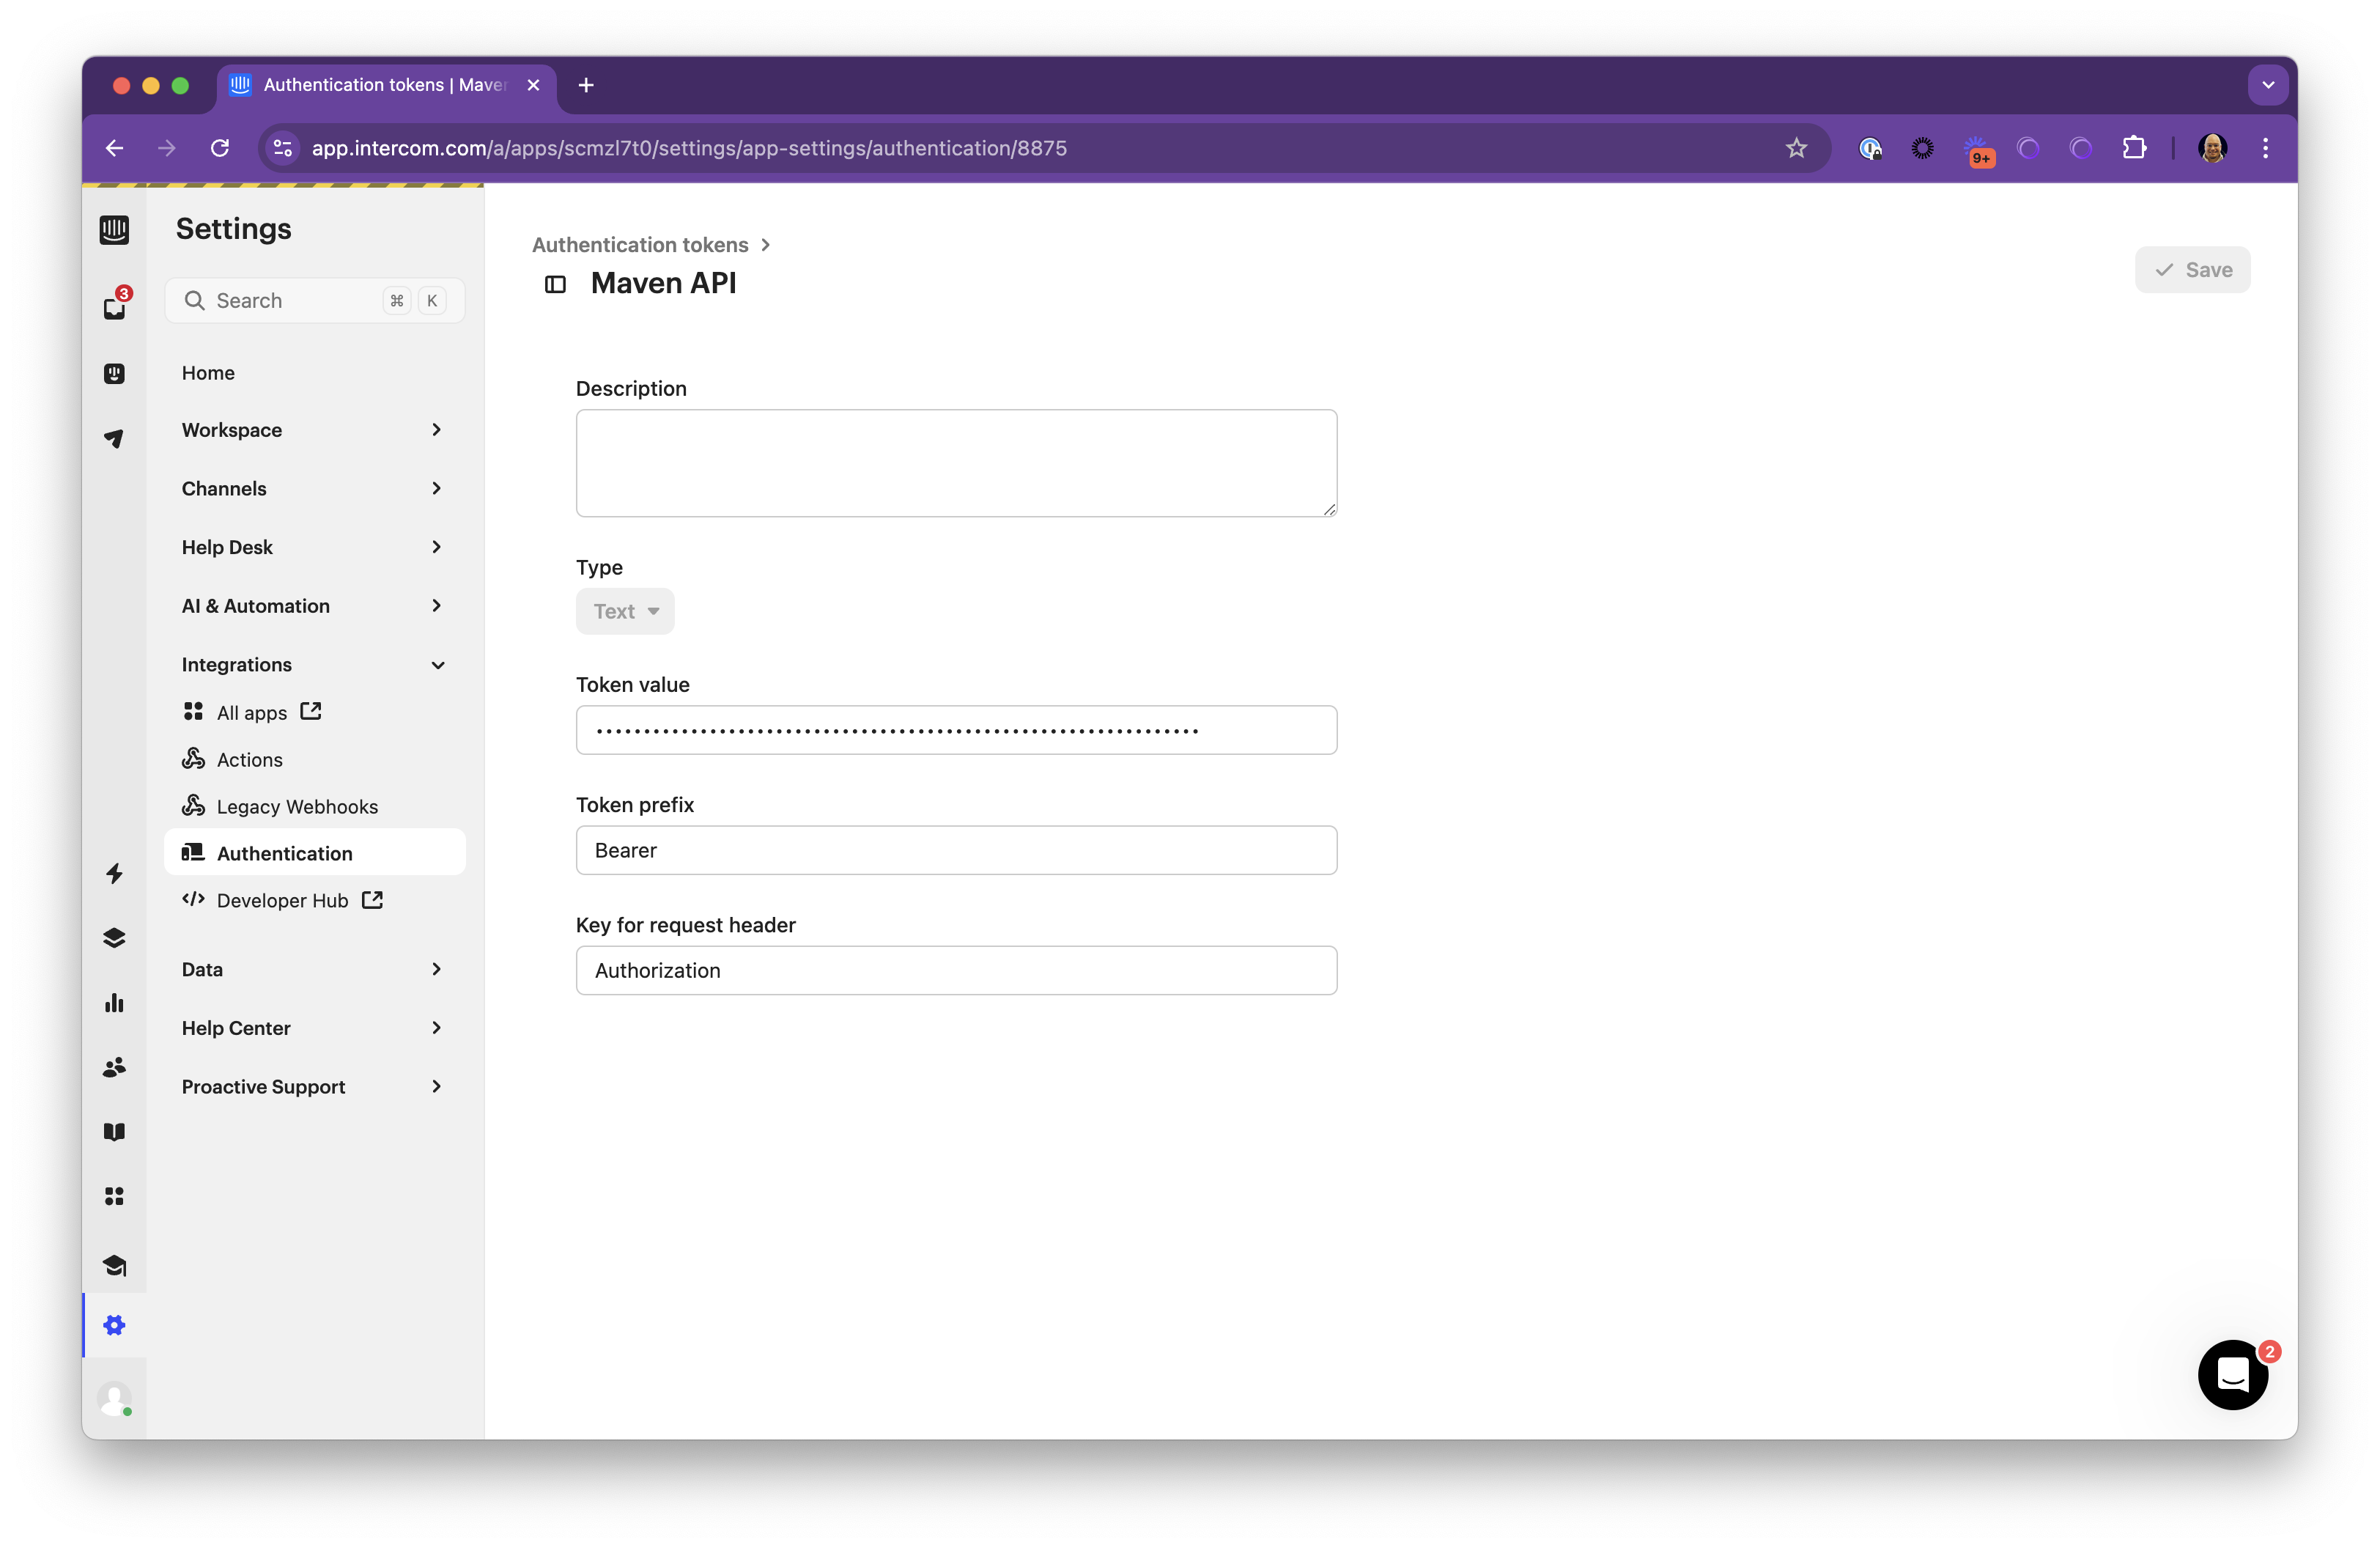 Authentication tokens | Maven
app.intercom.com/a/apps/scmzl7t0/settings/app-settings/authentication/8875
9+
3
Settings
Search ⌘ K
Home
Workspace
Channels
Help Desk
AI & Automation
Integrations
All apps
Actions
Legacy Webhooks
Authentication
Developer Hub
Data
Help Center
Proactive Support
Authentication tokens
Maven API
Save
Description
Type
Text
Token value
Token prefix
Bearer
Key for request header
Authorization
2